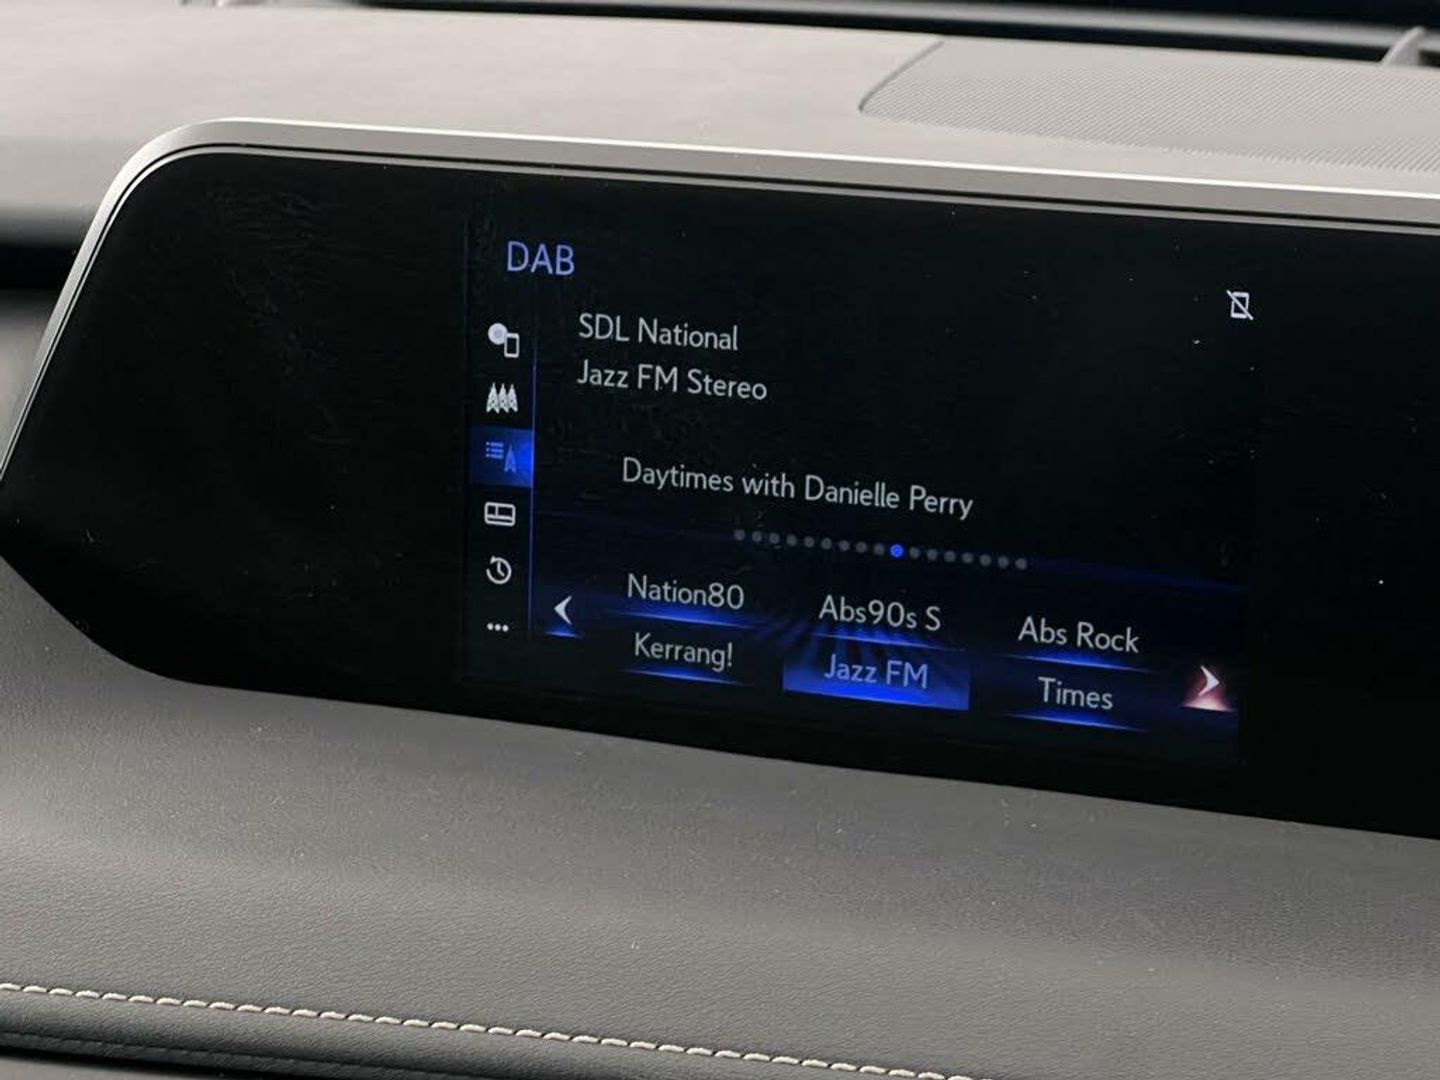 DAB
SDL National
Jazz FM Stereo
Daytimes with Danielle Perry
Nation80
Abs90s S
Abs Rock
Kerrang!
Jazz FM
Times